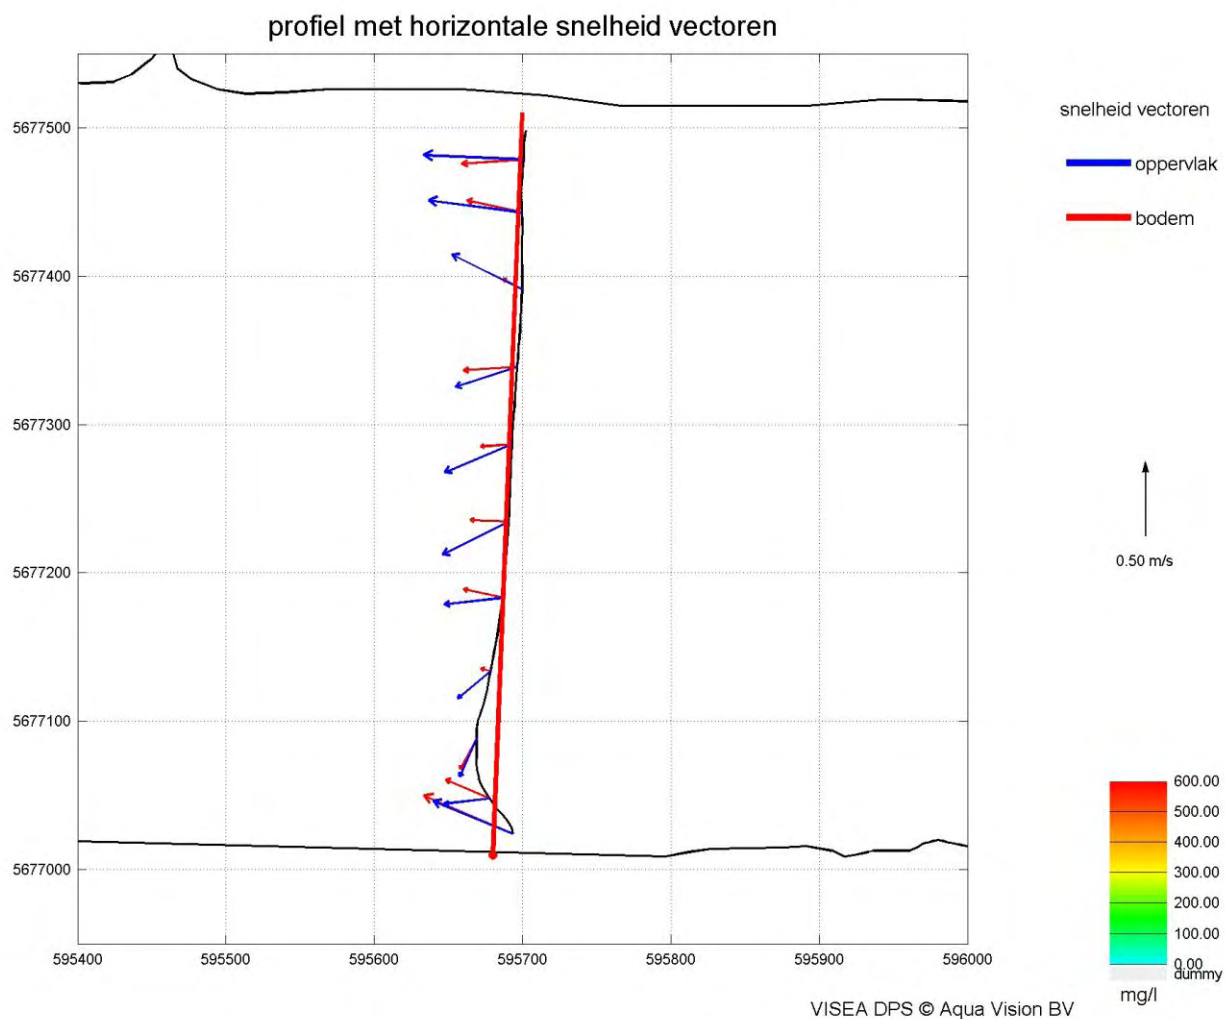 profiel met horizontale snelheid vectoren
snelheid vectoren
oppervlak
bodem
5677500
5677400
5677300
5677200
5677100
5677000
0.50 m/s
595400 595500 595600 595700 595800 595900 596000
600.00
500.00
400.00
300.00
200.00
100.00
0.00
dummy
mg/l
VISEA DPS © Aqua Vision BV